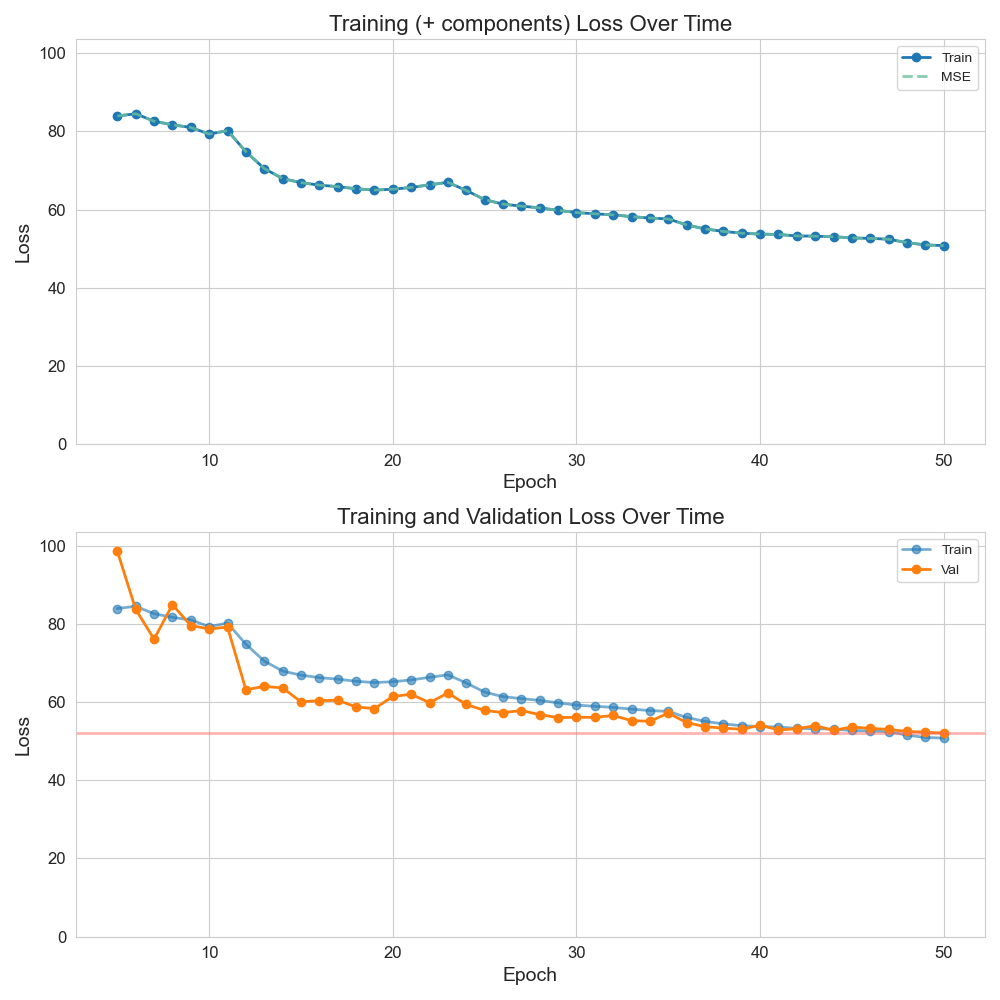 Training (+ components) Loss Over Time
100
80
60
40
20
0
Loss
Train
MSE
10 20 30 40 50
Epoch
Training and Validation Loss Over Time
100
80
60
40
20
0
Loss
Train
Val
10 20 30 40 50
Epoch